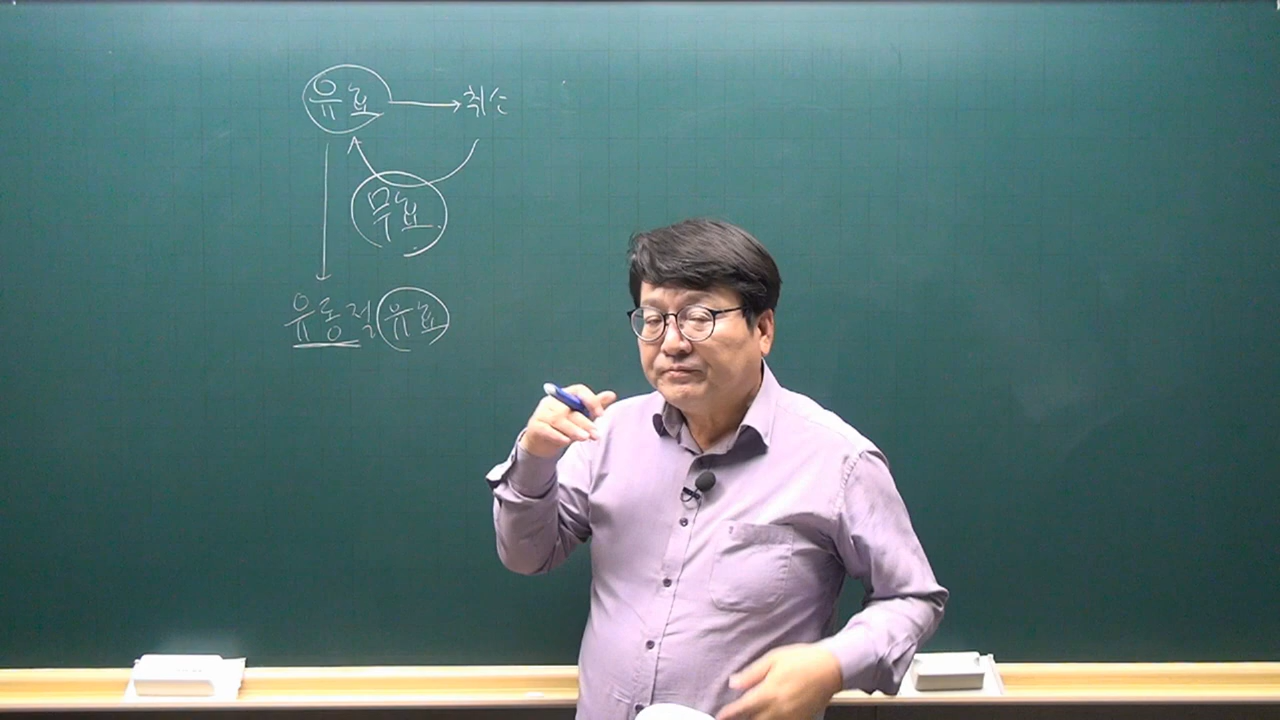 유효 → 취소
무효
유동적 유효